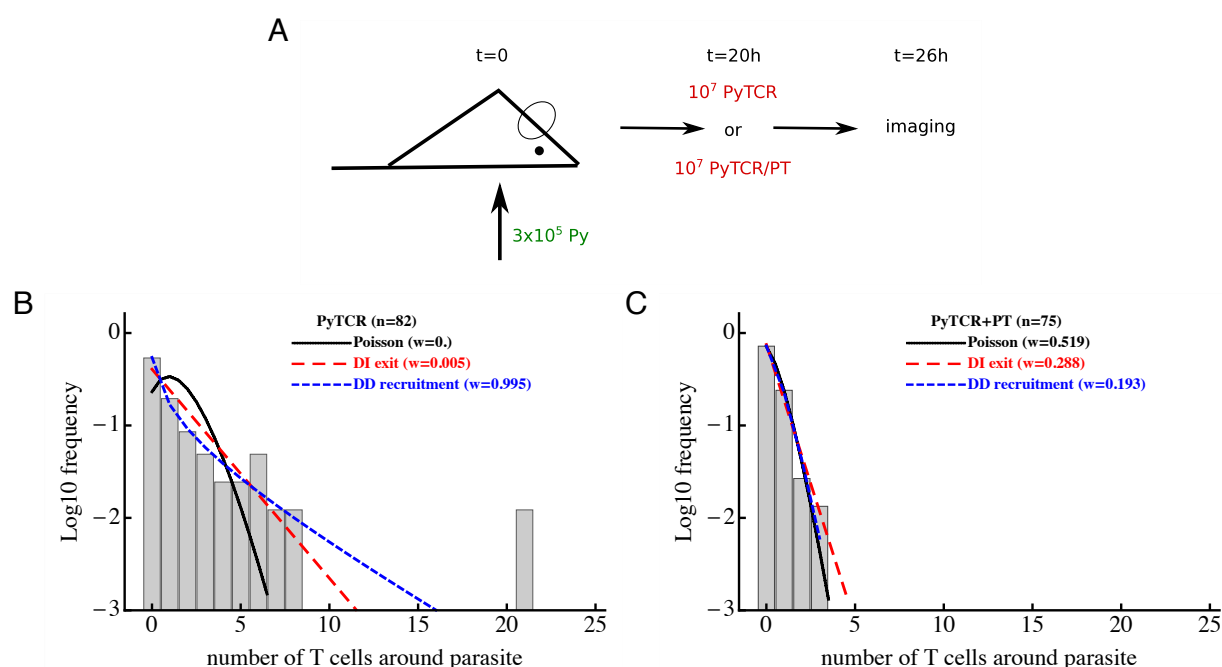 A
t=0
t=20h
t=26h
10⁷ PyTCR
or
imaging
10⁷ PyTCR/PT
3x10⁵ Py
B
PyTCR (n=82)
Poisson (w=0.)
DI exit (w=0.005)
DD recruitment (w=0.995)
Log10 frequency
0
−1
−2
−3
0 5 10 15 20 25
number of T cells around parasite
C
PyTCR+PT (n=75)
Poisson (w=0.519)
DI exit (w=0.288)
DD recruitment (w=0.193)
Log10 frequency
0
−1
−2
−3
0 5 10 15 20 25
number of T cells around parasite